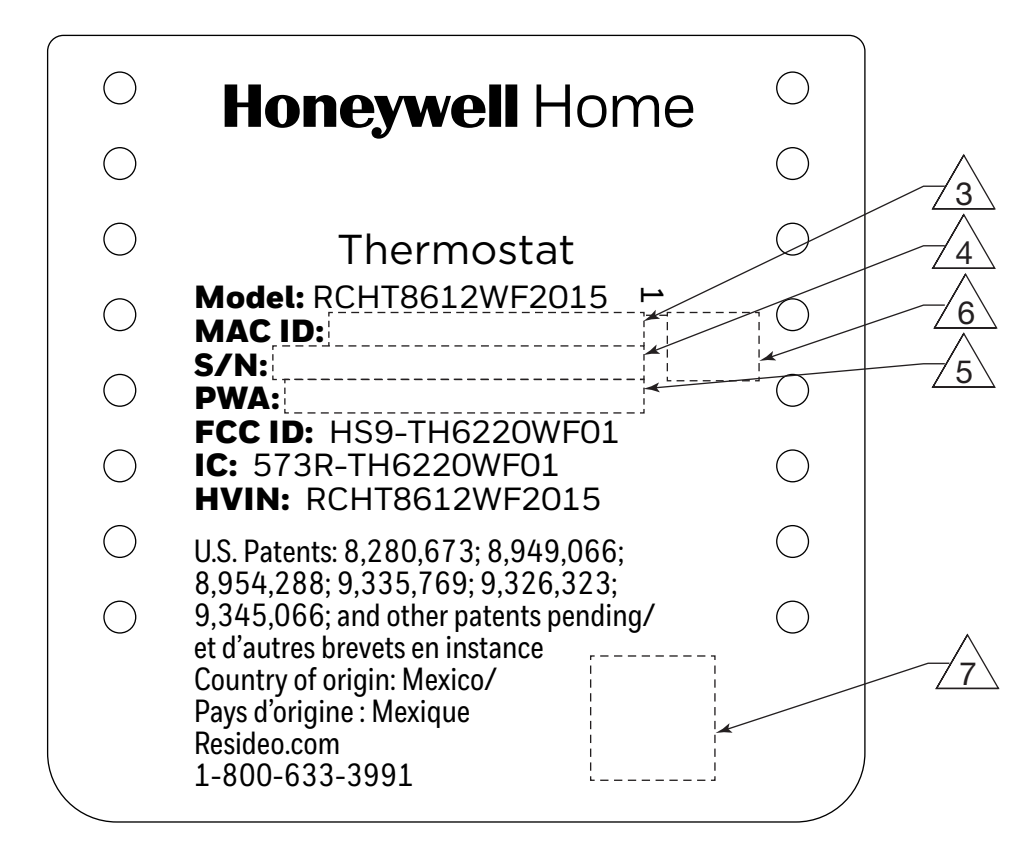 Honeywell Home
Thermostat
Model: RCHT8612WF2015
1
MAC ID:
S/N:
PWA:
FCC ID: HS9-TH6220WF01
IC: 573R-TH6220WF01
HVIN: RCHT8612WF2015
U.S. Patents: 8,280,673; 8,949,066;
8,954,288; 9,335,769; 9,326,323;
9,345,066; and other patents pending/
et d’autres brevets en instance
Country of origin: Mexico/
Pays d’origine : Mexique
Resideo.com
1-800-633-3991
3
4
6
5
7